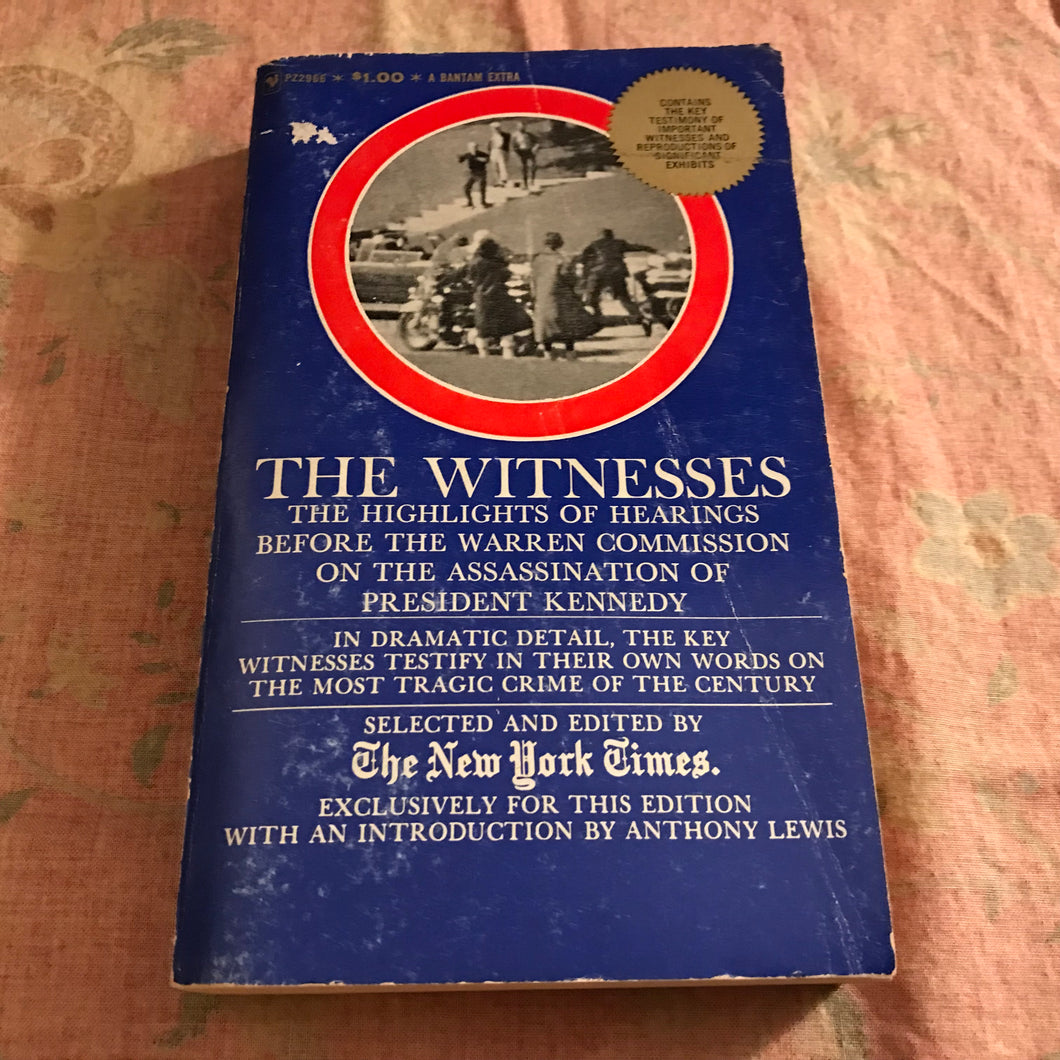 PZ2966 * $1.00 * A BANTAM EXTRA
CONTAINS
THE KEY
TESTIMONY OF
IMPORTANT
WITNESSES AND
REPRODUCTIONS OF
SIGNIFICANT
EXHIBITS
THE WITNESSES
THE HIGHLIGHTS OF HEARINGS
BEFORE THE WARREN COMMISSION
ON THE ASSASSINATION OF
PRESIDENT KENNEDY
IN DRAMATIC DETAIL, THE KEY
WITNESSES TESTIFY IN THEIR OWN WORDS ON
THE MOST TRAGIC CRIME OF THE CENTURY
SELECTED AND EDITED BY
The New York Times.
EXCLUSIVELY FOR THIS EDITION
WITH AN INTRODUCTION BY ANTHONY LEWIS